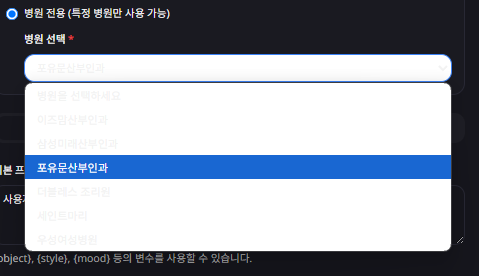 병원 전용 (특정 병원만 사용 가능)
병원 선택 *
포유문산부인과
병원을 선택하세요
이즈맘산부인과
삼성미래산부인과
포유문산부인과
더블레스 조리원
세인트마리
우성여성병원
본 프
사용자
object}, {style}, {mood} 등의 변수를 사용할 수 있습니다.